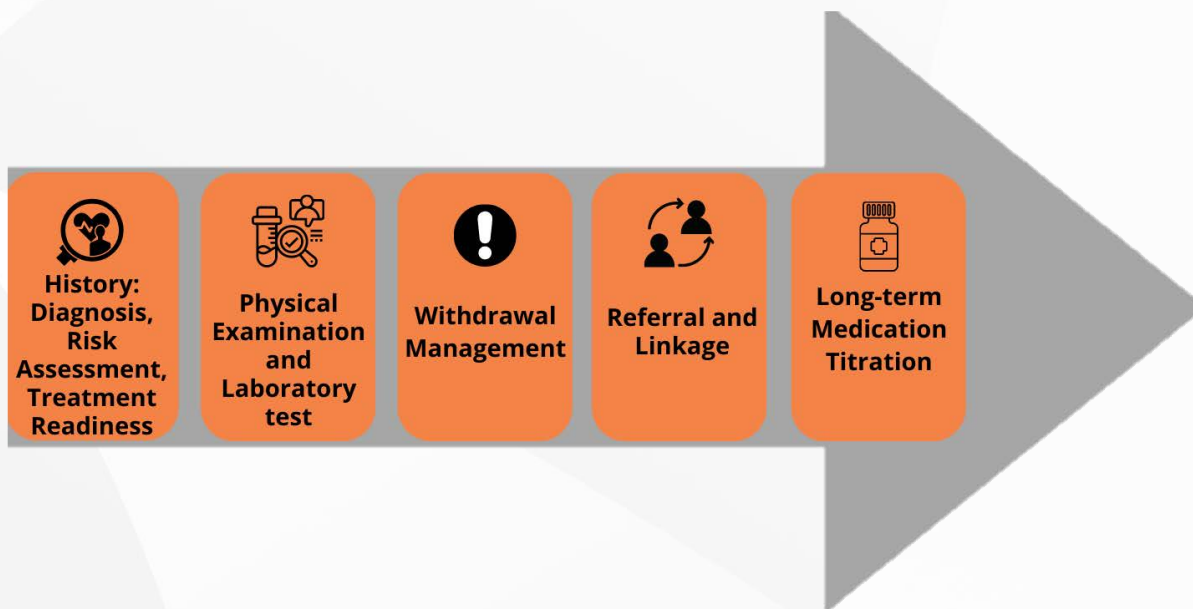 History:
Diagnosis,
Risk
Assessment,
Treatment
Readiness
Physical
Examination
and
Laboratory
test
Withdrawal
Management
Referral and
Linkage
Long-term
Medication
Titration